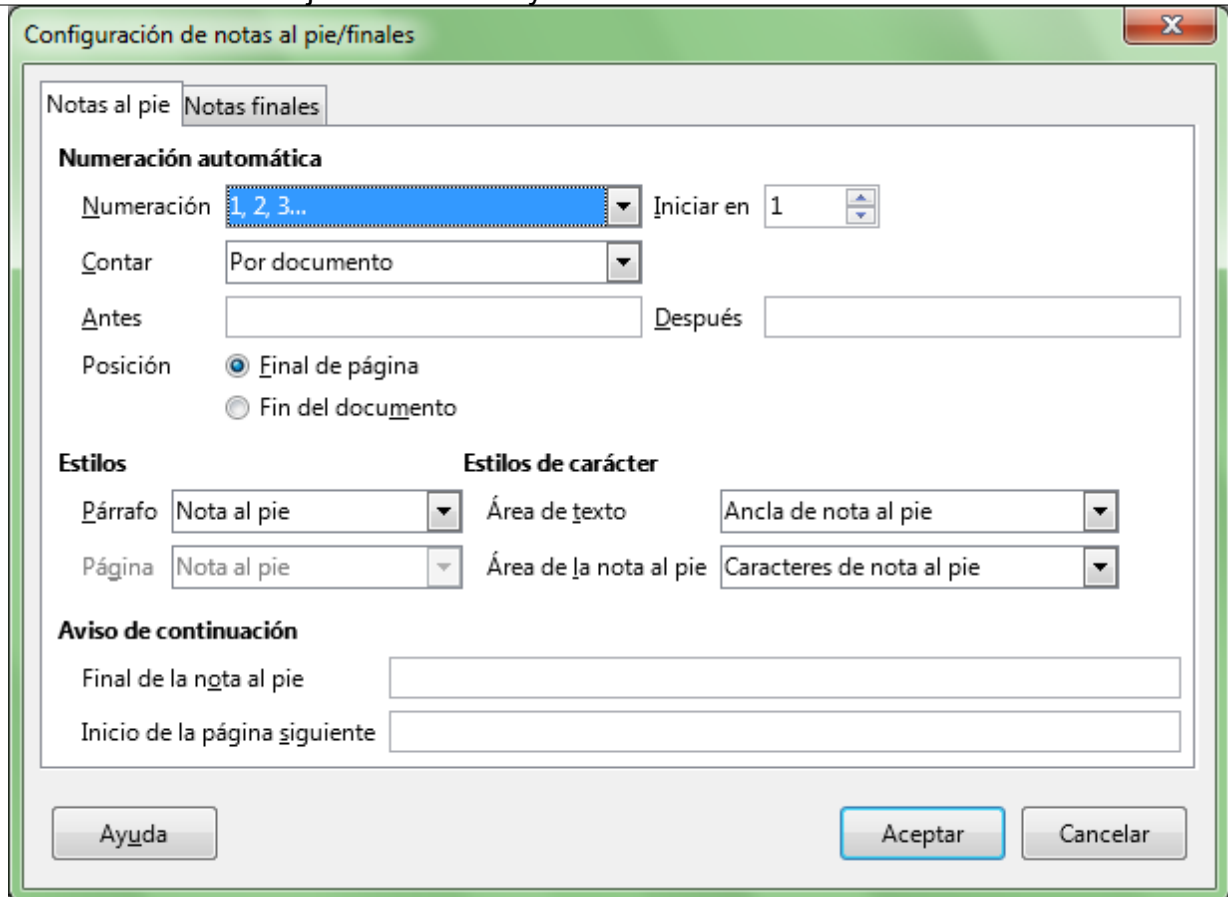 Configuración de notas al pie/finales
Notas al pie Notas finales
Numeración automática
Numeración 1, 2, 3... Iniciar en 1
Contar Por documento
Antes Después
Posición Final de página
Fin del documento
Estilos Estilos de carácter
Párrafo Nota al pie Área de texto Ancla de nota al pie
Página Nota al pie Área de la nota al pie Caracteres de nota al pie
Aviso de continuación
Final de la nota al pie
Inicio de la página siguiente
Ayuda Aceptar Cancelar